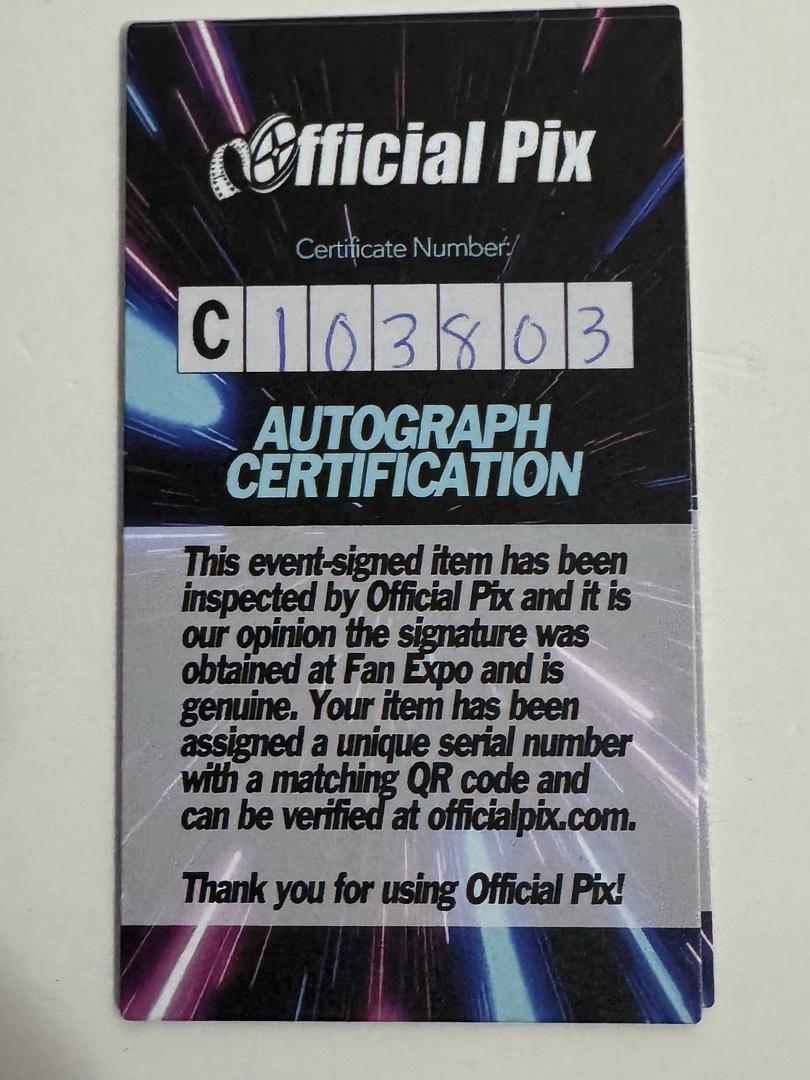 Official Pix
Certificate Number:
C 103803
AUTOGRAPH
CERTIFICATION
This event-signed item has been
inspected by Official Pix and it is
our opinion the signature was
obtained at Fan Expo and is
genuine. Your item has been
assigned a unique serial number
with a matching QR code and
can be verified at officialpix.com.
Thank you for using Official Pix!